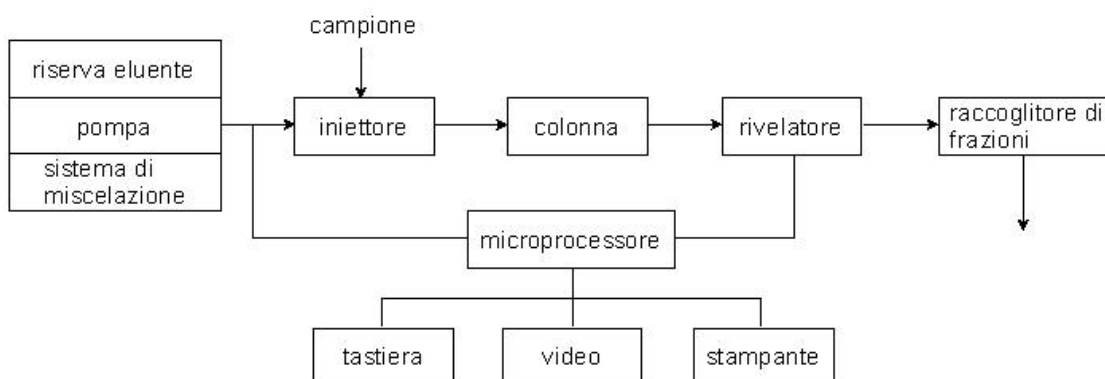 campione
riserva eluente
pompa
sistema di
miscelazione
iniettore
colonna
rivelatore
raccoglitore di
frazioni
microprocessore
tastiera
video
stampante